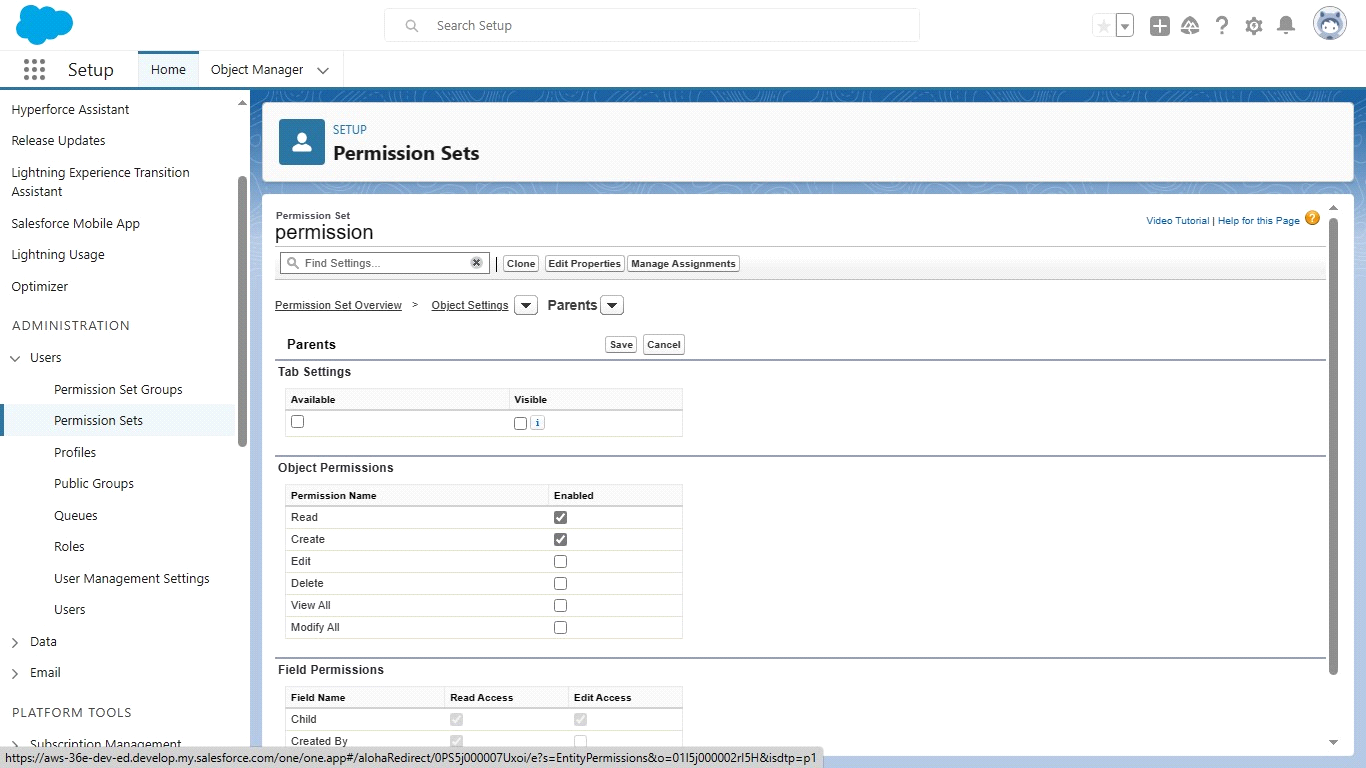 Search Setup
Setup
Home
Object Manager
Hyperforce Assistant
Release Updates
Lightning Experience Transition
Assistant
Salesforce Mobile App
Lightning Usage
Optimizer
ADMINISTRATION
Users
Permission Set Groups
Permission Sets
Profiles
Public Groups
Queues
Roles
User Management Settings
Users
Data
Email
PLATFORM TOOLS
Subscription Management
SETUP
Permission Sets
Permission Set
permission
Video Tutorial | Help for this Page
Find Settings...
Clone
Edit Properties
Manage Assignments
Permission Set Overview > Object Settings
Parents
Parents
Save
Cancel
Tab Settings
Available Visible
i
Object Permissions
Permission Name Enabled
Read
Create
Edit
Delete
View All
Modify All
Field Permissions
Field Name Read Access Edit Access
Child
Created By
https://aws-36e-dev-ed.develop.my.salesforce.com/one/one.app#/alohaRedirect/0PS5j000007Uxoi/e?s=EntityPermissions&o=01I5j000002rI5H&isdtp=p1